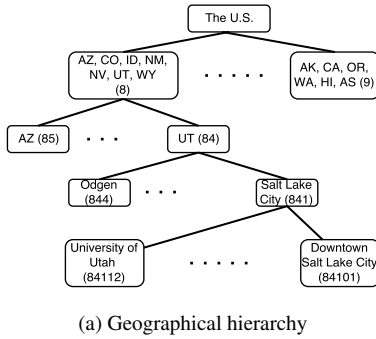 The U.S.
AZ, CO, ID, NM,
NV, UT, WY
(8)
. . . . .
AK, CA, OR,
WA, HI, AS (9)
AZ (85)
. . .
UT (84)
Odgen
(844)
. . .
Salt Lake
City (841)
University of
Utah
(84112)
. . . . .
Downtown
Salt Lake City
(84101)
(a) Geographical hierarchy